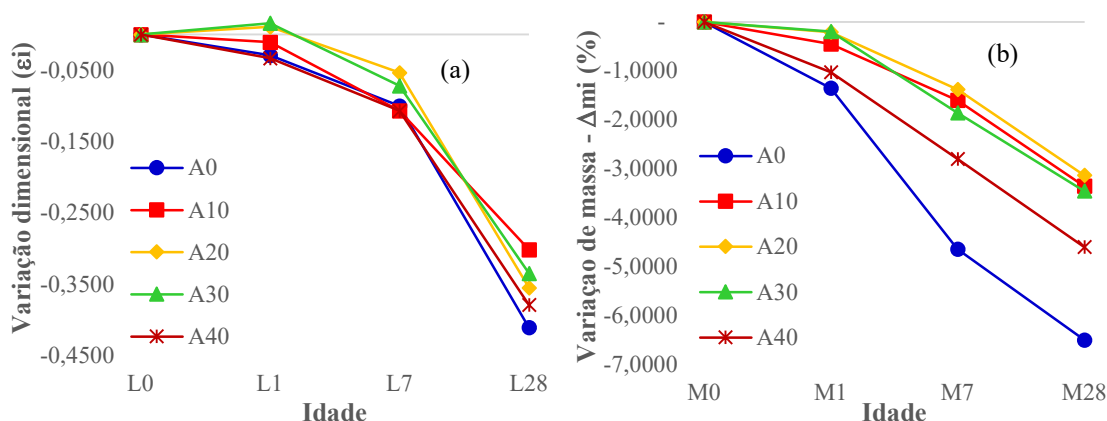 Variação dimensional (εi)
(a)
-0,0500
-0,1500
-0,2500
-0,3500
-0,4500
A0
A10
A20
A30
A40
L0 L1 L7 L28
Idade
Variaçao de massa - Δmi (%)
(b)
-
-1,0000
-2,0000
-3,0000
-4,0000
-5,0000
-6,0000
-7,0000
A0
A10
A20
A30
A40
M0 M1 M7 M28
Idade